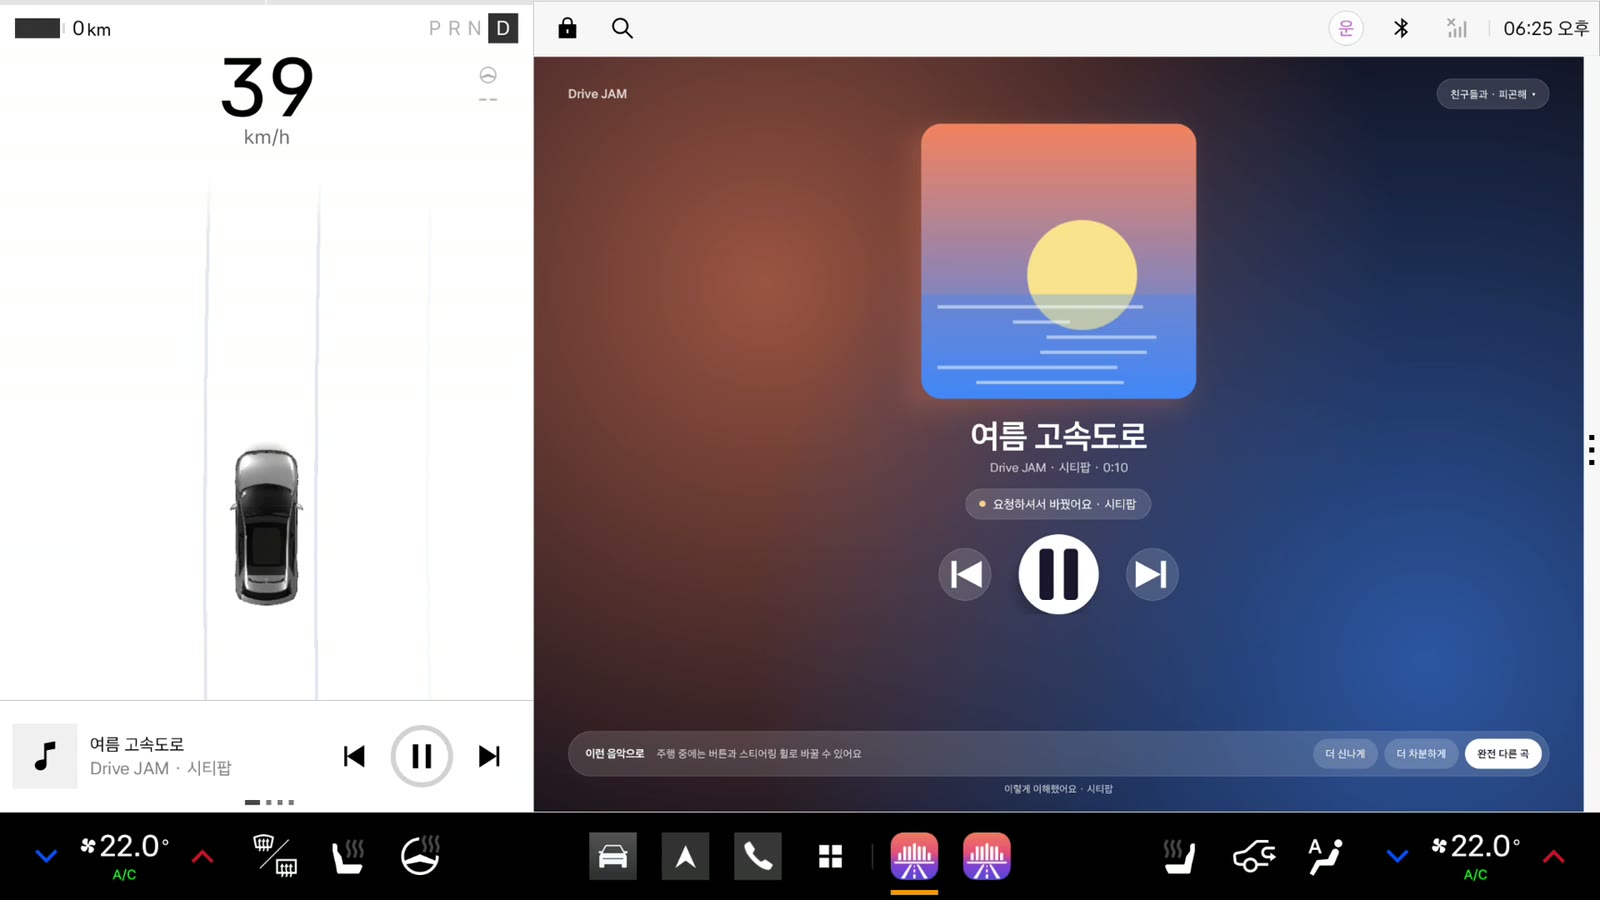 0km
P R N D
39
km/h
--
여름 고속도로
Drive JAM · 시티팝
운
06:25 오후
Drive JAM
친구들과 · 피곤해 •
여름 고속도로
Drive JAM · 시티팝 · 0:10
요청하셔서 바꿨어요 · 시티팝
이런 음악으로 주행 중에는 버튼과 스티어링 휠로 바꿀 수 있어요
더 신나게 더 차분하게 완전 다른 곡
이렇게 이해했어요 · 시티팝
22.0°
A/C
A
22.0°
A/C